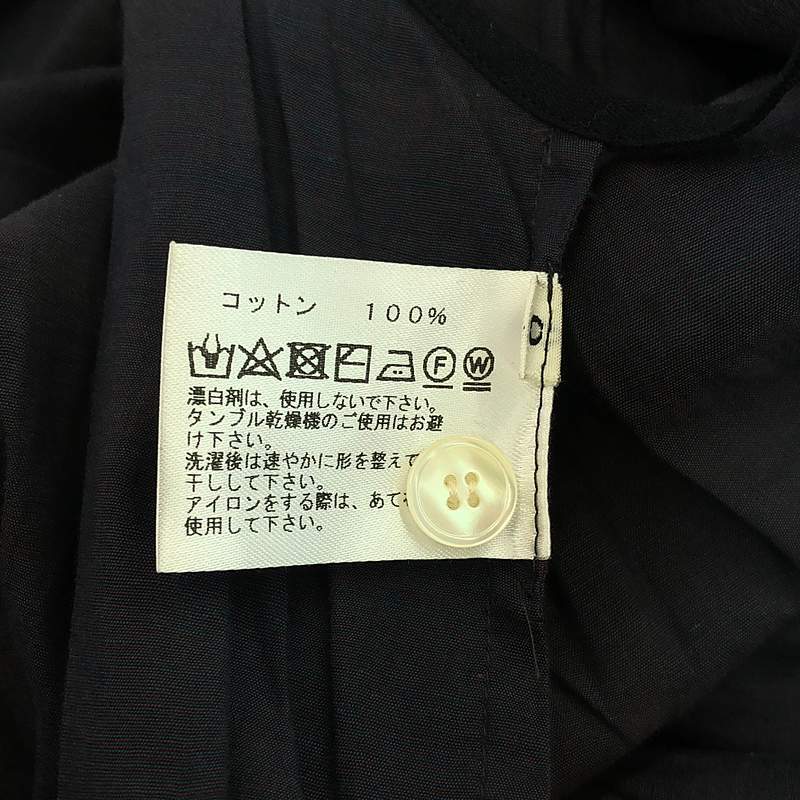 コットン 100%
F W
漂白剤は、使用しないで下さい。
タンブル乾燥機のご使用はお避
け下さい。
洗濯後は速やかに形を整えて
干しして下さい。
アイロンをする際は、あて
使用して下さい。